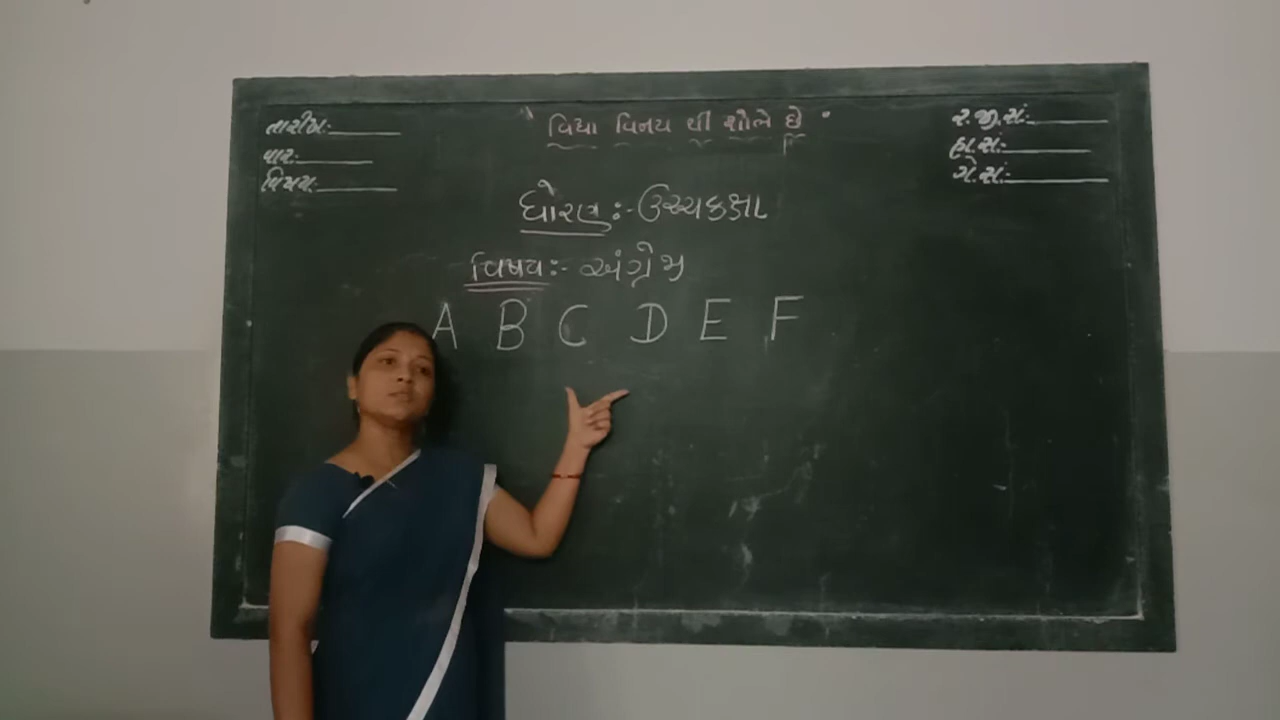 તારીખ:
વાર:
વિષય:
વિદ્યા વિનય થી શોભે છે
ર.જી.સં:
હા.સં:
ગે.સં:
ધોરણ :- ઉચ્ચકક્ષા
વિષય :- અંગ્રેજી
A B C D E F